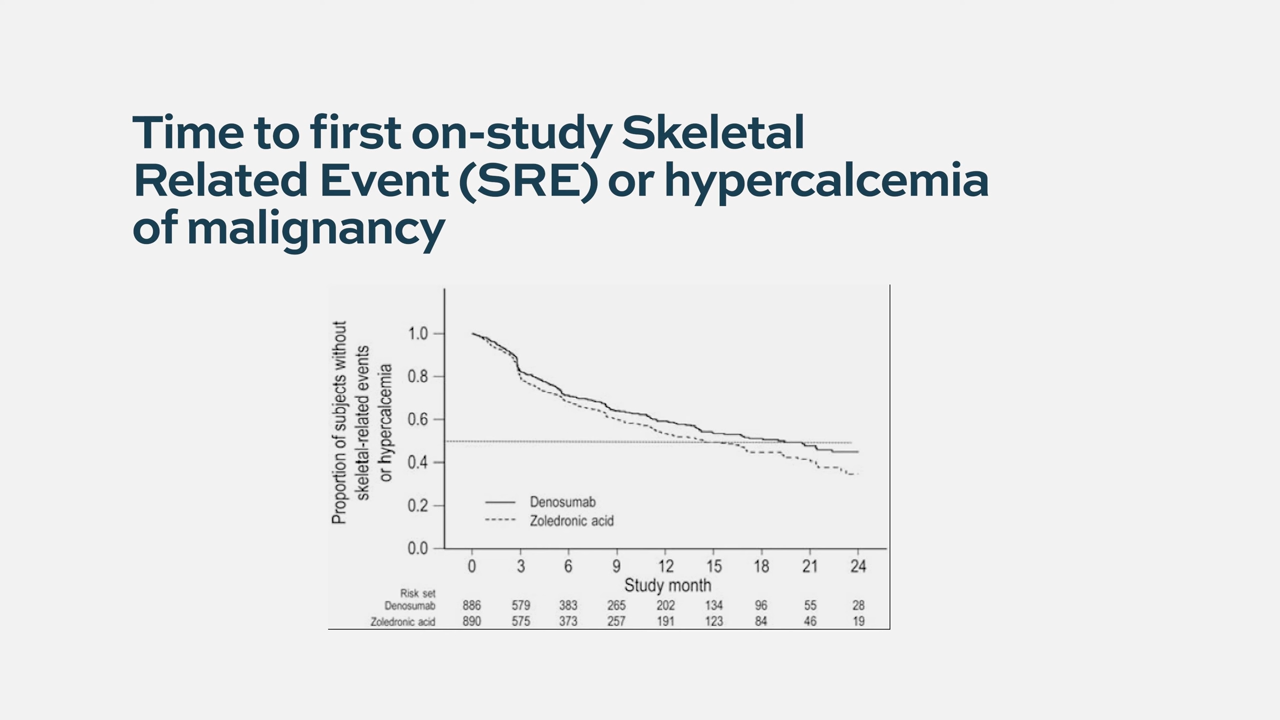 Time to first on-study Skeletal
Related Event (SRE) or hypercalcemia
of malignancy
Proportion of subjects without
skeletal-related events
or hypercalcemia
1.0
0.8
0.6
0.4
0.2
0.0
Denosumab
Zoledronic acid
0 3 6 9 12 15 18 21 24
Study month
Risk set
Denosumab 886 579 383 265 202 134 96 55 28
Zoledronic acid 890 575 373 257 191 123 84 46 19